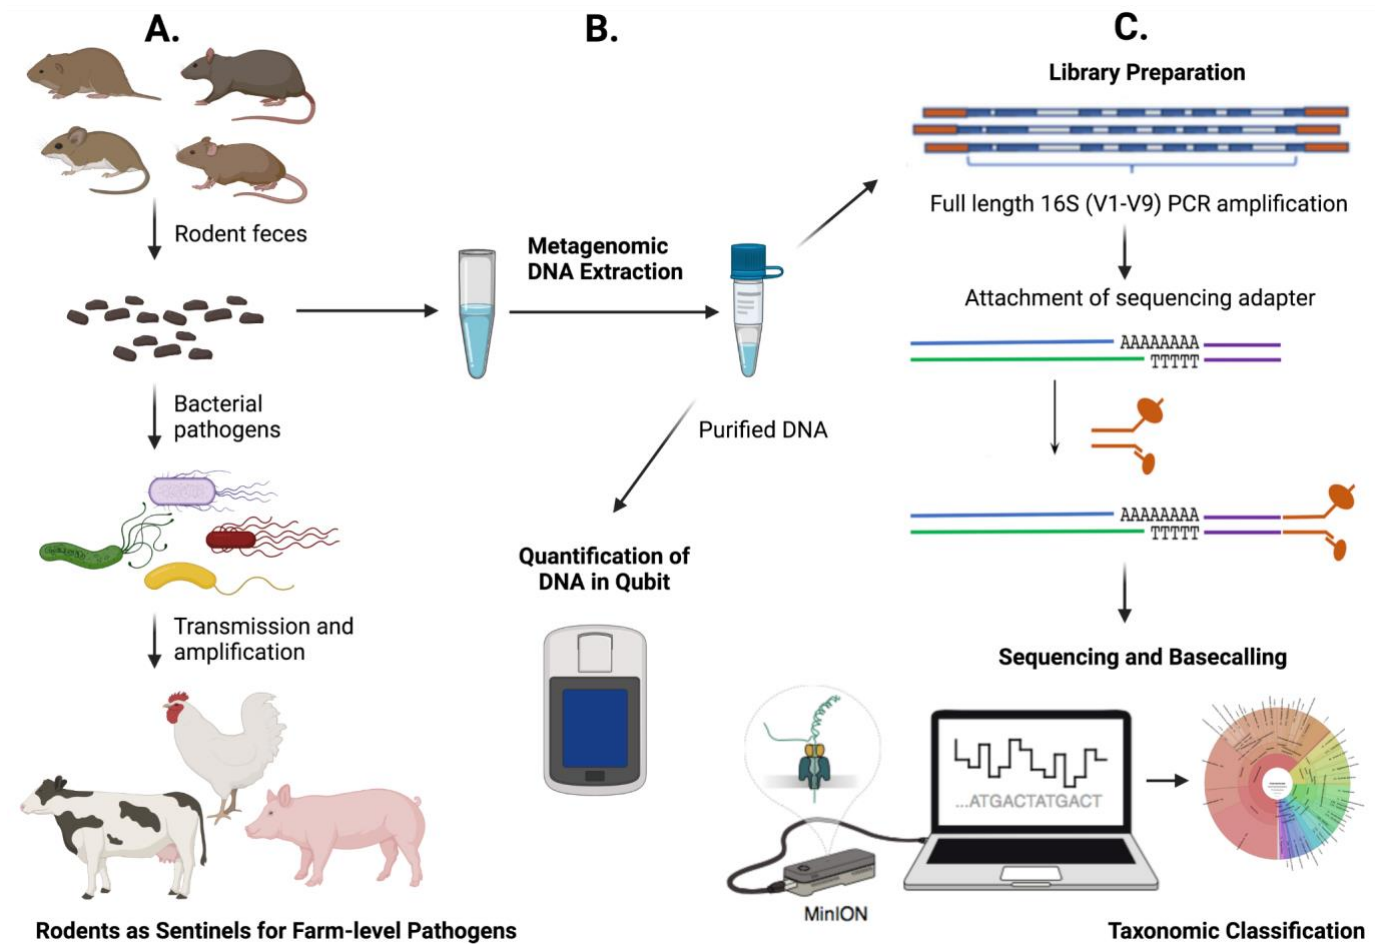 A.
Rodent feces
Bacterial
pathogens
Transmission and
amplification
Rodents as Sentinels for Farm-level Pathogens
B.
Metagenomic
DNA Extraction
Purified DNA
Quantification of
DNA in Qubit
C.
Library Preparation
Full length 16S (V1-V9) PCR amplification
Attachment of sequencing adapter
AAAAAAAA
TTTTT
AAAAAAAA
TTTTT
Sequencing and Basecalling
...ATGACTATGACT
MinION
Taxonomic Classification